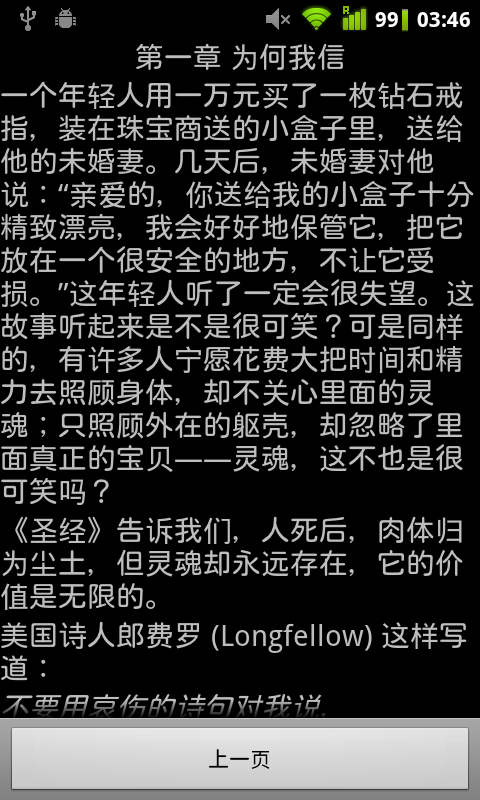 R
99 03:46
第一章 为何我信
一个年轻人用一万元买了一枚钻石戒
指，装在珠宝商送的小盒子里，送给
他的未婚妻。几天后，未婚妻对他
说：“亲爱的，你送给我的小盒子十分
精致漂亮，我会好好地保管它，把它
放在一个很安全的地方，不让它受
损。”这年轻人听了一定会很失望。这
故事听起来是不是很可笑？可是同样
的，有许多人宁愿花费大把时间和精
力去照顾身体，却不关心里面的灵
魂；只照顾外在的躯壳，却忽略了里
面真正的宝贝——灵魂，这不也是很
可笑吗？
《圣经》告诉我们，人死后，肉体归
为尘土，但灵魂却永远存在，它的价
值是无限的。
美国诗人郎费罗 (Longfellow) 这样写
道：
不要用哀伤的诗句对我说，
上一页